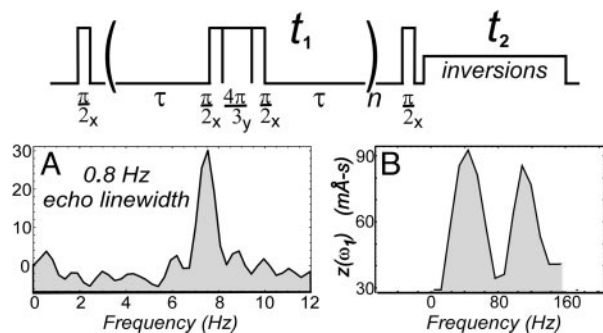 t₁ t₂
( ) inversions
π/2ₓ τ π/2ₓ 4π/3ᵧ π/2ₓ τ n π/2ₓ
A
0.8 Hz
echo linewidth
30
20
10
0
0 2 4 6 8 10 12
Frequency (Hz)
B
z(ω₁) (mÅ-s)
90
60
30
0 80 160
Frequency (Hz)